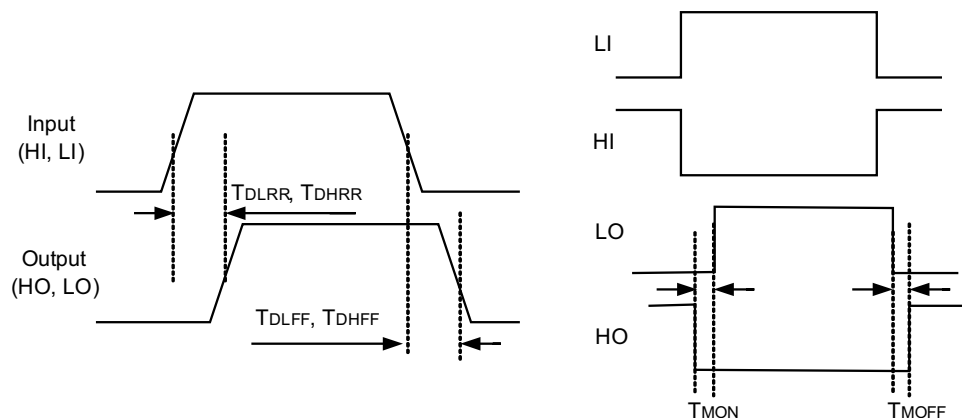 Input
(HI, LI)
TDLRR, TDHRR
Output
(HO, LO)
TDLFF, TDHFF
LI
HI
LO
HO
TMON
TMOFF